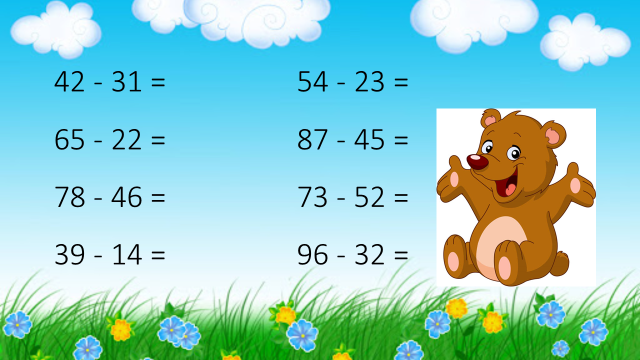 42 - 31 =
65 - 22 =
78 - 46 =
39 - 14 =
54 - 23 =
87 - 45 =
73 - 52 =
96 - 32 =